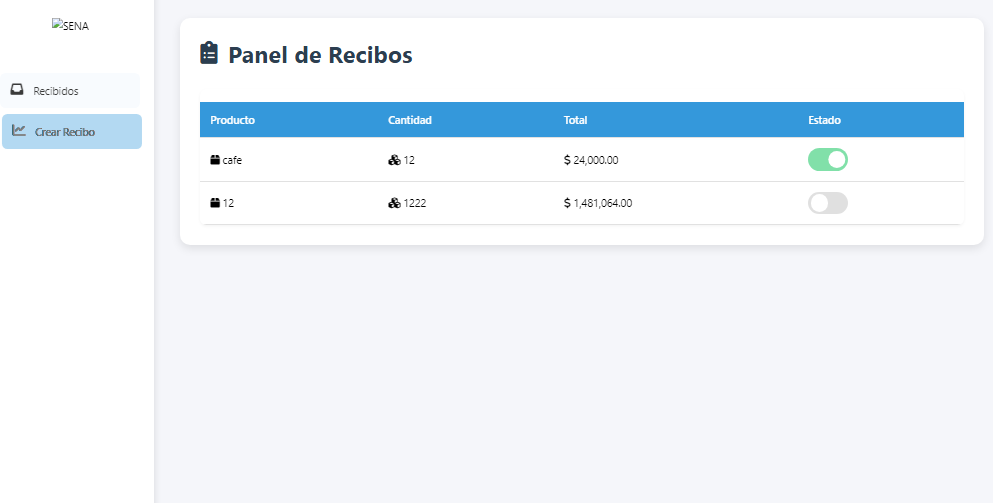 SENA
Recibidos
Crear Recibo
Panel de Recibos
Producto Cantidad Total Estado
cafe 12 $ 24,000.00
12 1222 $ 1,481,064.00